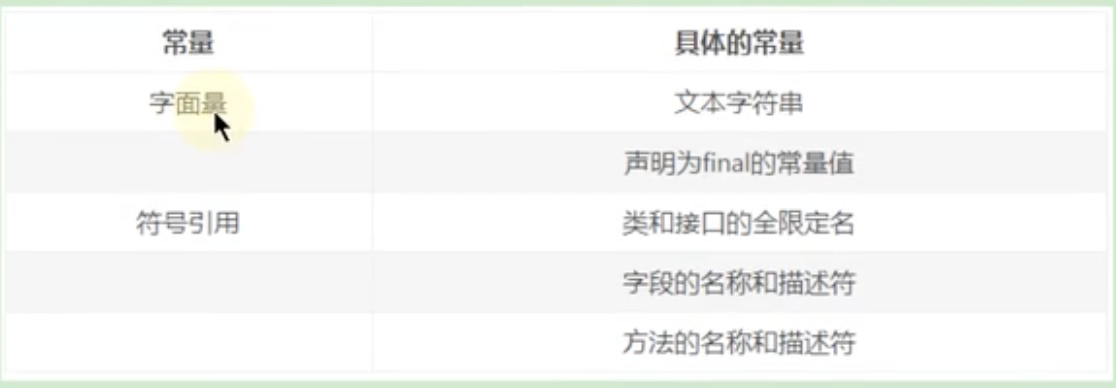 常量 具体的常量
字面量 文本字符串
声明为final的常量值
符号引用 类和接口的全限定名
字段的名称和描述符
方法的名称和描述符